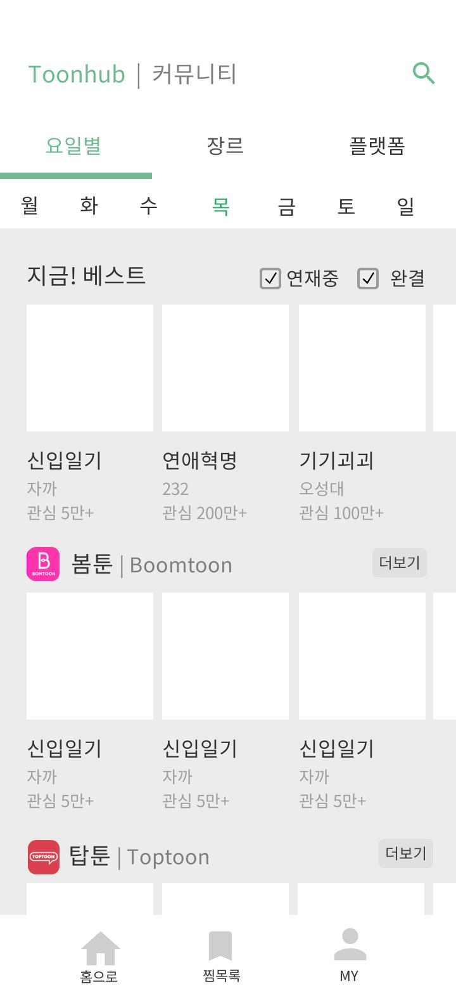 Toonhub | 커뮤니티
요일별 장르 플랫폼
월 화 수 목 금 토 일
지금! 베스트 연재중 완결
신입일기 연애혁명 기기괴괴
자까 232 오성대
관심 5만+ 관심 200만+ 관심 100만+
BOMTOON 봄툰 | Boomtoon 더보기
신입일기 신입일기 신입일기
자까 자까 자까
관심 5만+ 관심 5만+ 관심 5만+
TOPTOON 탑툰 | Toptoon 더보기
홈으로 찜목록 MY